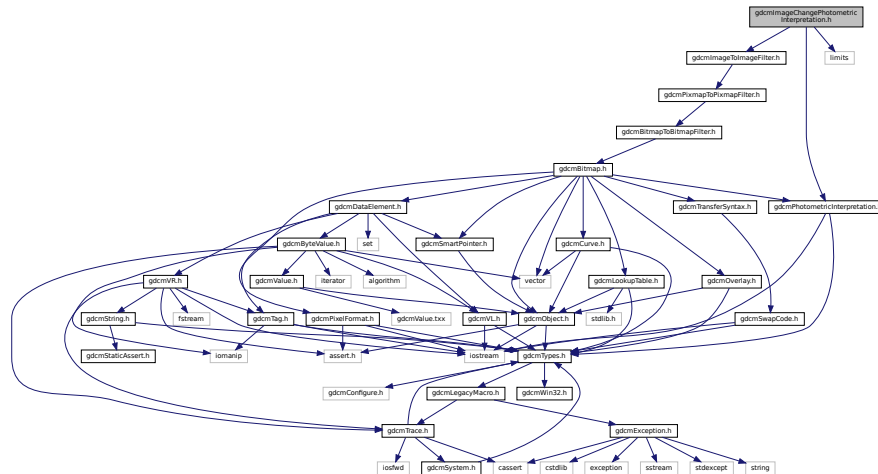 gdcmImageChangePhotometric
Interpretation.h
gdcmImageToImageFilter.h
limits
gdcmPixmapToPixmapFilter.h
gdcmBitmapToBitmapFilter.h
gdcmBitmap.h
gdcmDataElement.h
gdcmTransferSyntax.h
gdcmPhotometricInterpretation.h
gdcmByteValue.h
set
gdcmSmartPointer.h
gdcmCurve.h
gdcmVR.h
gdcmValue.h
iterator
algorithm
vector
gdcmLookupTable.h
gdcmOverlay.h
gdcmString.h
fstream
gdcmTag.h
gdcmPixelFormat.h
gdcmValue.txx
gdcmVL.h
gdcmObject.h
stdlib.h
gdcmSwapCode.h
gdcmStaticAssert.h
iomanip
assert.h
iostream
gdcmTypes.h
gdcmConfigure.h
gdcmLegacyMacro.h
gdcmWin32.h
gdcmTrace.h
gdcmException.h
iosfwd
gdcmSystem.h
cassert
cstdlib
exception
sstream
stdexcept
string